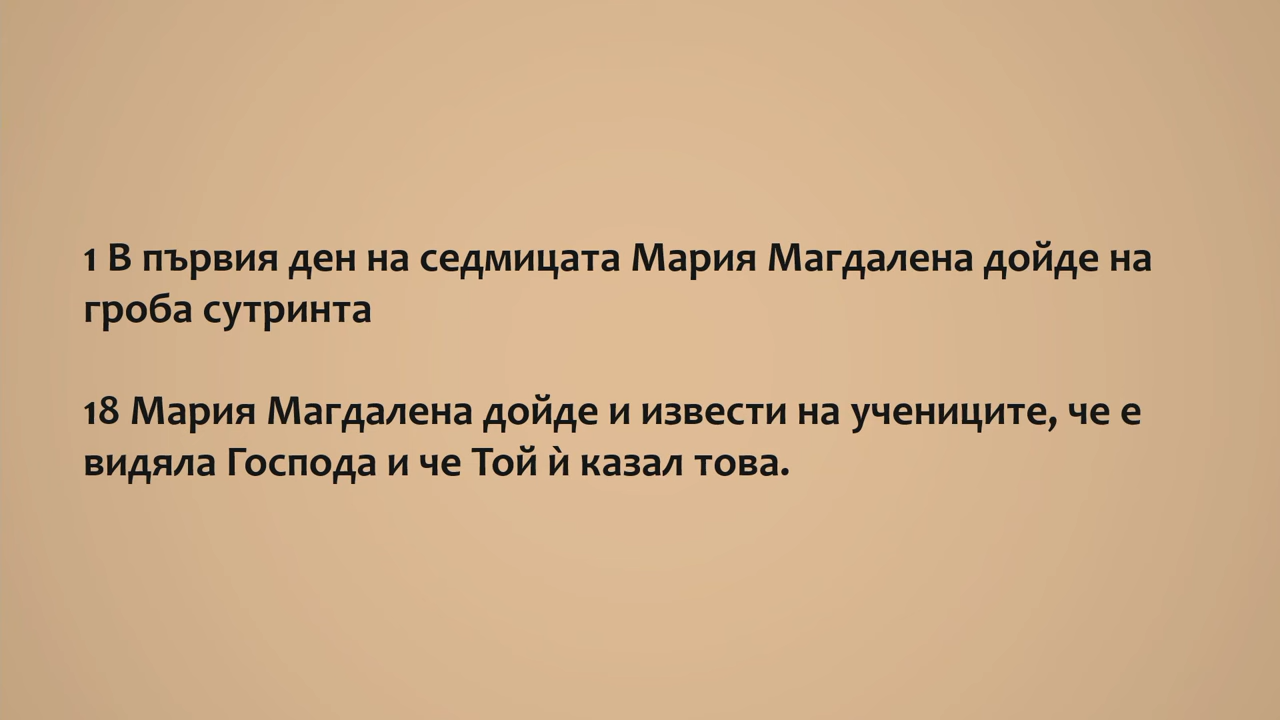 1 В първия ден на седмицата Мария Магдалена дойде на
гроба сутринта
18 Мария Магдалена дойде и извести на учениците, че е
видяла Господа и че Той ѝ казал това.